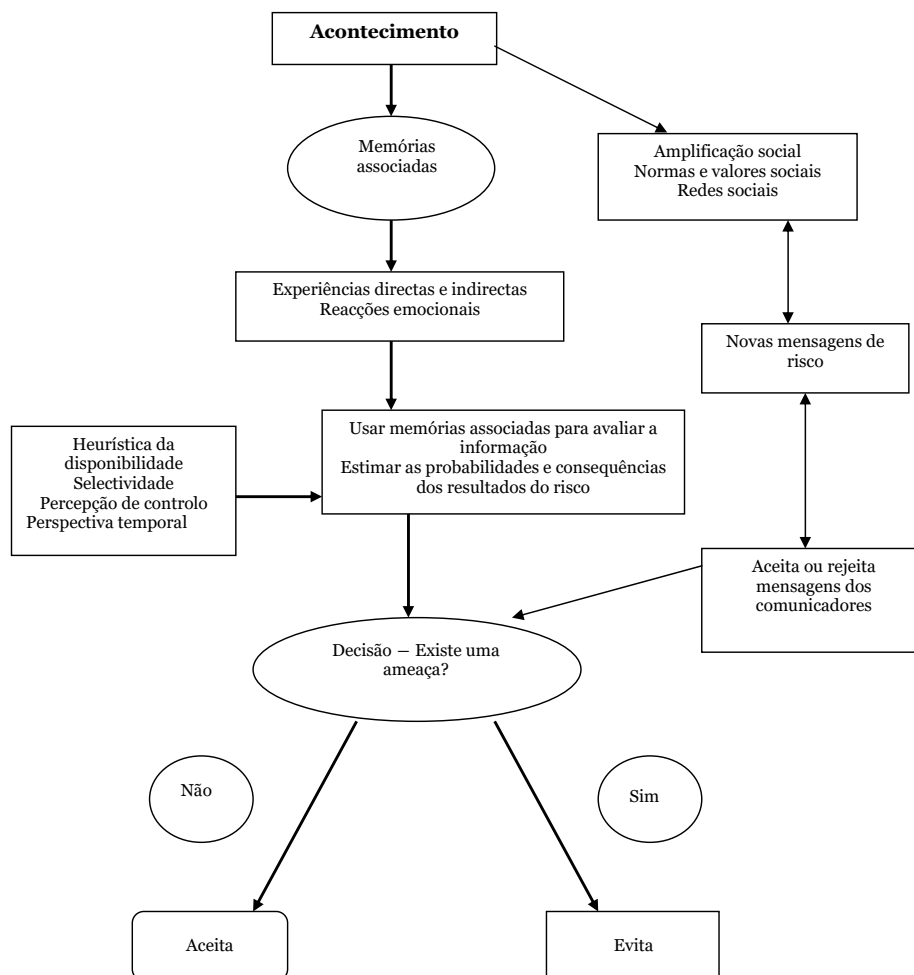 Acontecimento
Memórias
associadas
Amplificação social
Normas e valores sociais
Redes sociais
Experiências directas e indirectas
Reacções emocionais
Novas mensagens de
risco
Heurística da
disponibilidade
Selectividade
Percepção de controlo
Perspectiva temporal
Usar memórias associadas para avaliar a
informação
Estimar as probabilidades e consequências
dos resultados do risco
Aceita ou rejeita
mensagens dos
comunicadores
Decisão – Existe uma
ameaça?
Não
Sim
Aceita
Evita